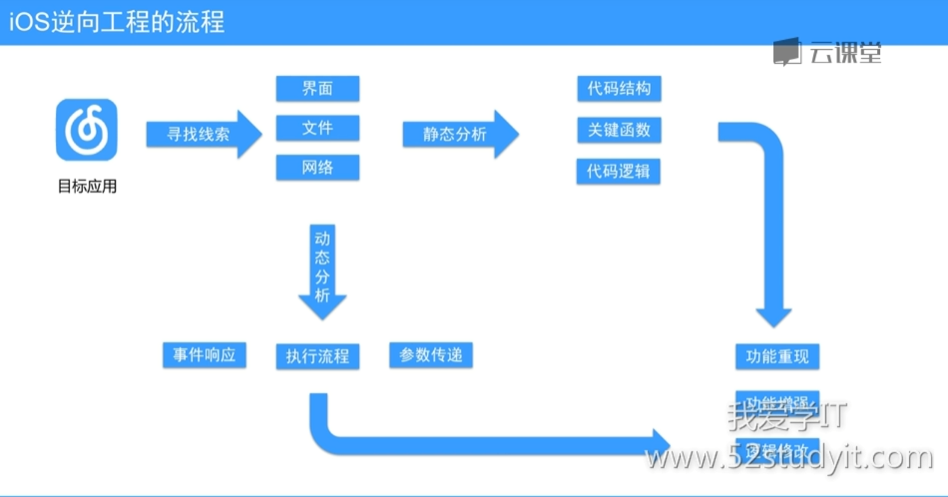 iOS逆向工程的流程
云课堂
目标应用
寻找线索
界面
文件
网络
静态分析
代码结构
关键函数
代码逻辑
动态分析
事件响应
执行流程
参数传递
功能重现
功能增强
逻辑修改
我爱学IT
www.52studyit.com